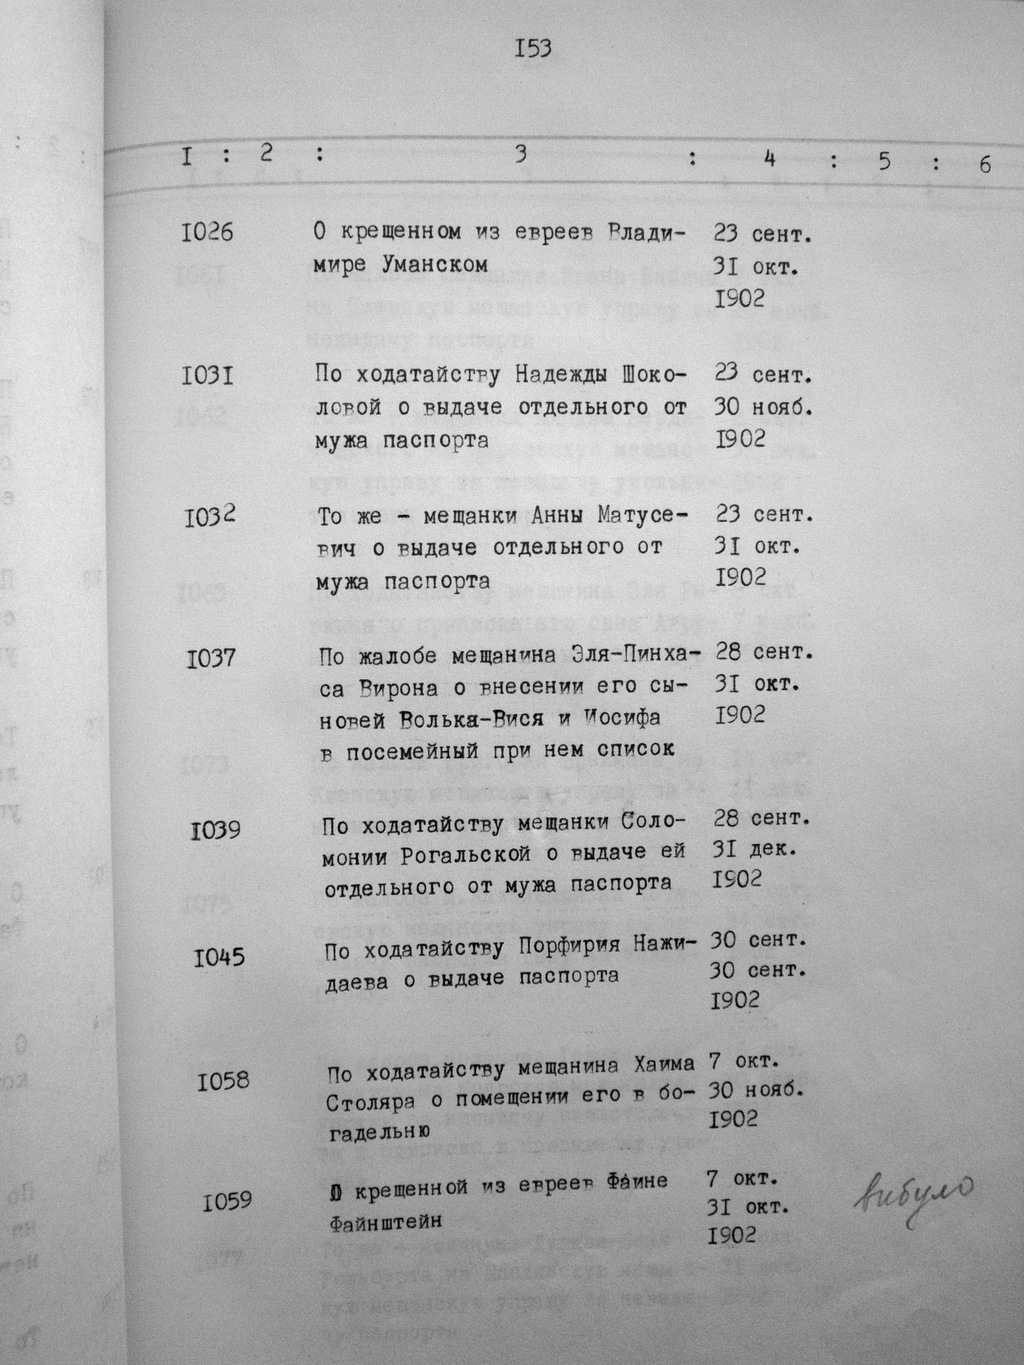 153
1 : 2 : 3 : 4 : 5 : 6
1026 О крещенном из евреев Влади- 23 сент.
мире Уманском 31 окт.
1902
1031 По ходатайству Надежды Шоко- 23 сент.
ловой о выдаче отдельного от 30 нояб.
мужа паспорта 1902
1032 То же - мещанки Анны Матусе- 23 сент.
вич о выдаче отдельного от 31 окт.
мужа паспорта 1902
1037 По жалобе мещанина Эля-Пинха- 28 сент.
са Вирона о внесении его сы- 31 окт.
новей Волька-Вися и Иосифа 1902
в посемейный при нем список
1039 По ходатайству мещанки Соло- 28 сент.
монии Рогальской о выдаче ей 31 дек.
отдельного от мужа паспорта 1902
1045 По ходатайству Порфирия Нажи- 30 сент.
даева о выдаче паспорта 30 сент.
1902
1058 По ходатайству мещанина Хаима 7 окт.
Столяра о помещении его в бо- 30 нояб.
гадельню 1902
1059 О крещенной из евреев Фаине 7 окт.
Файнштейн 31 окт.
1902
вибуло